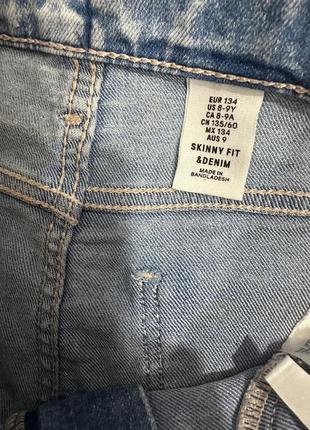 EUR 134
US 8-9Y
CA 8-9A
CN 135/60
MX 134
AUS 9
SKINNY FIT
&DENIM
MADE IN
BANGLADESH